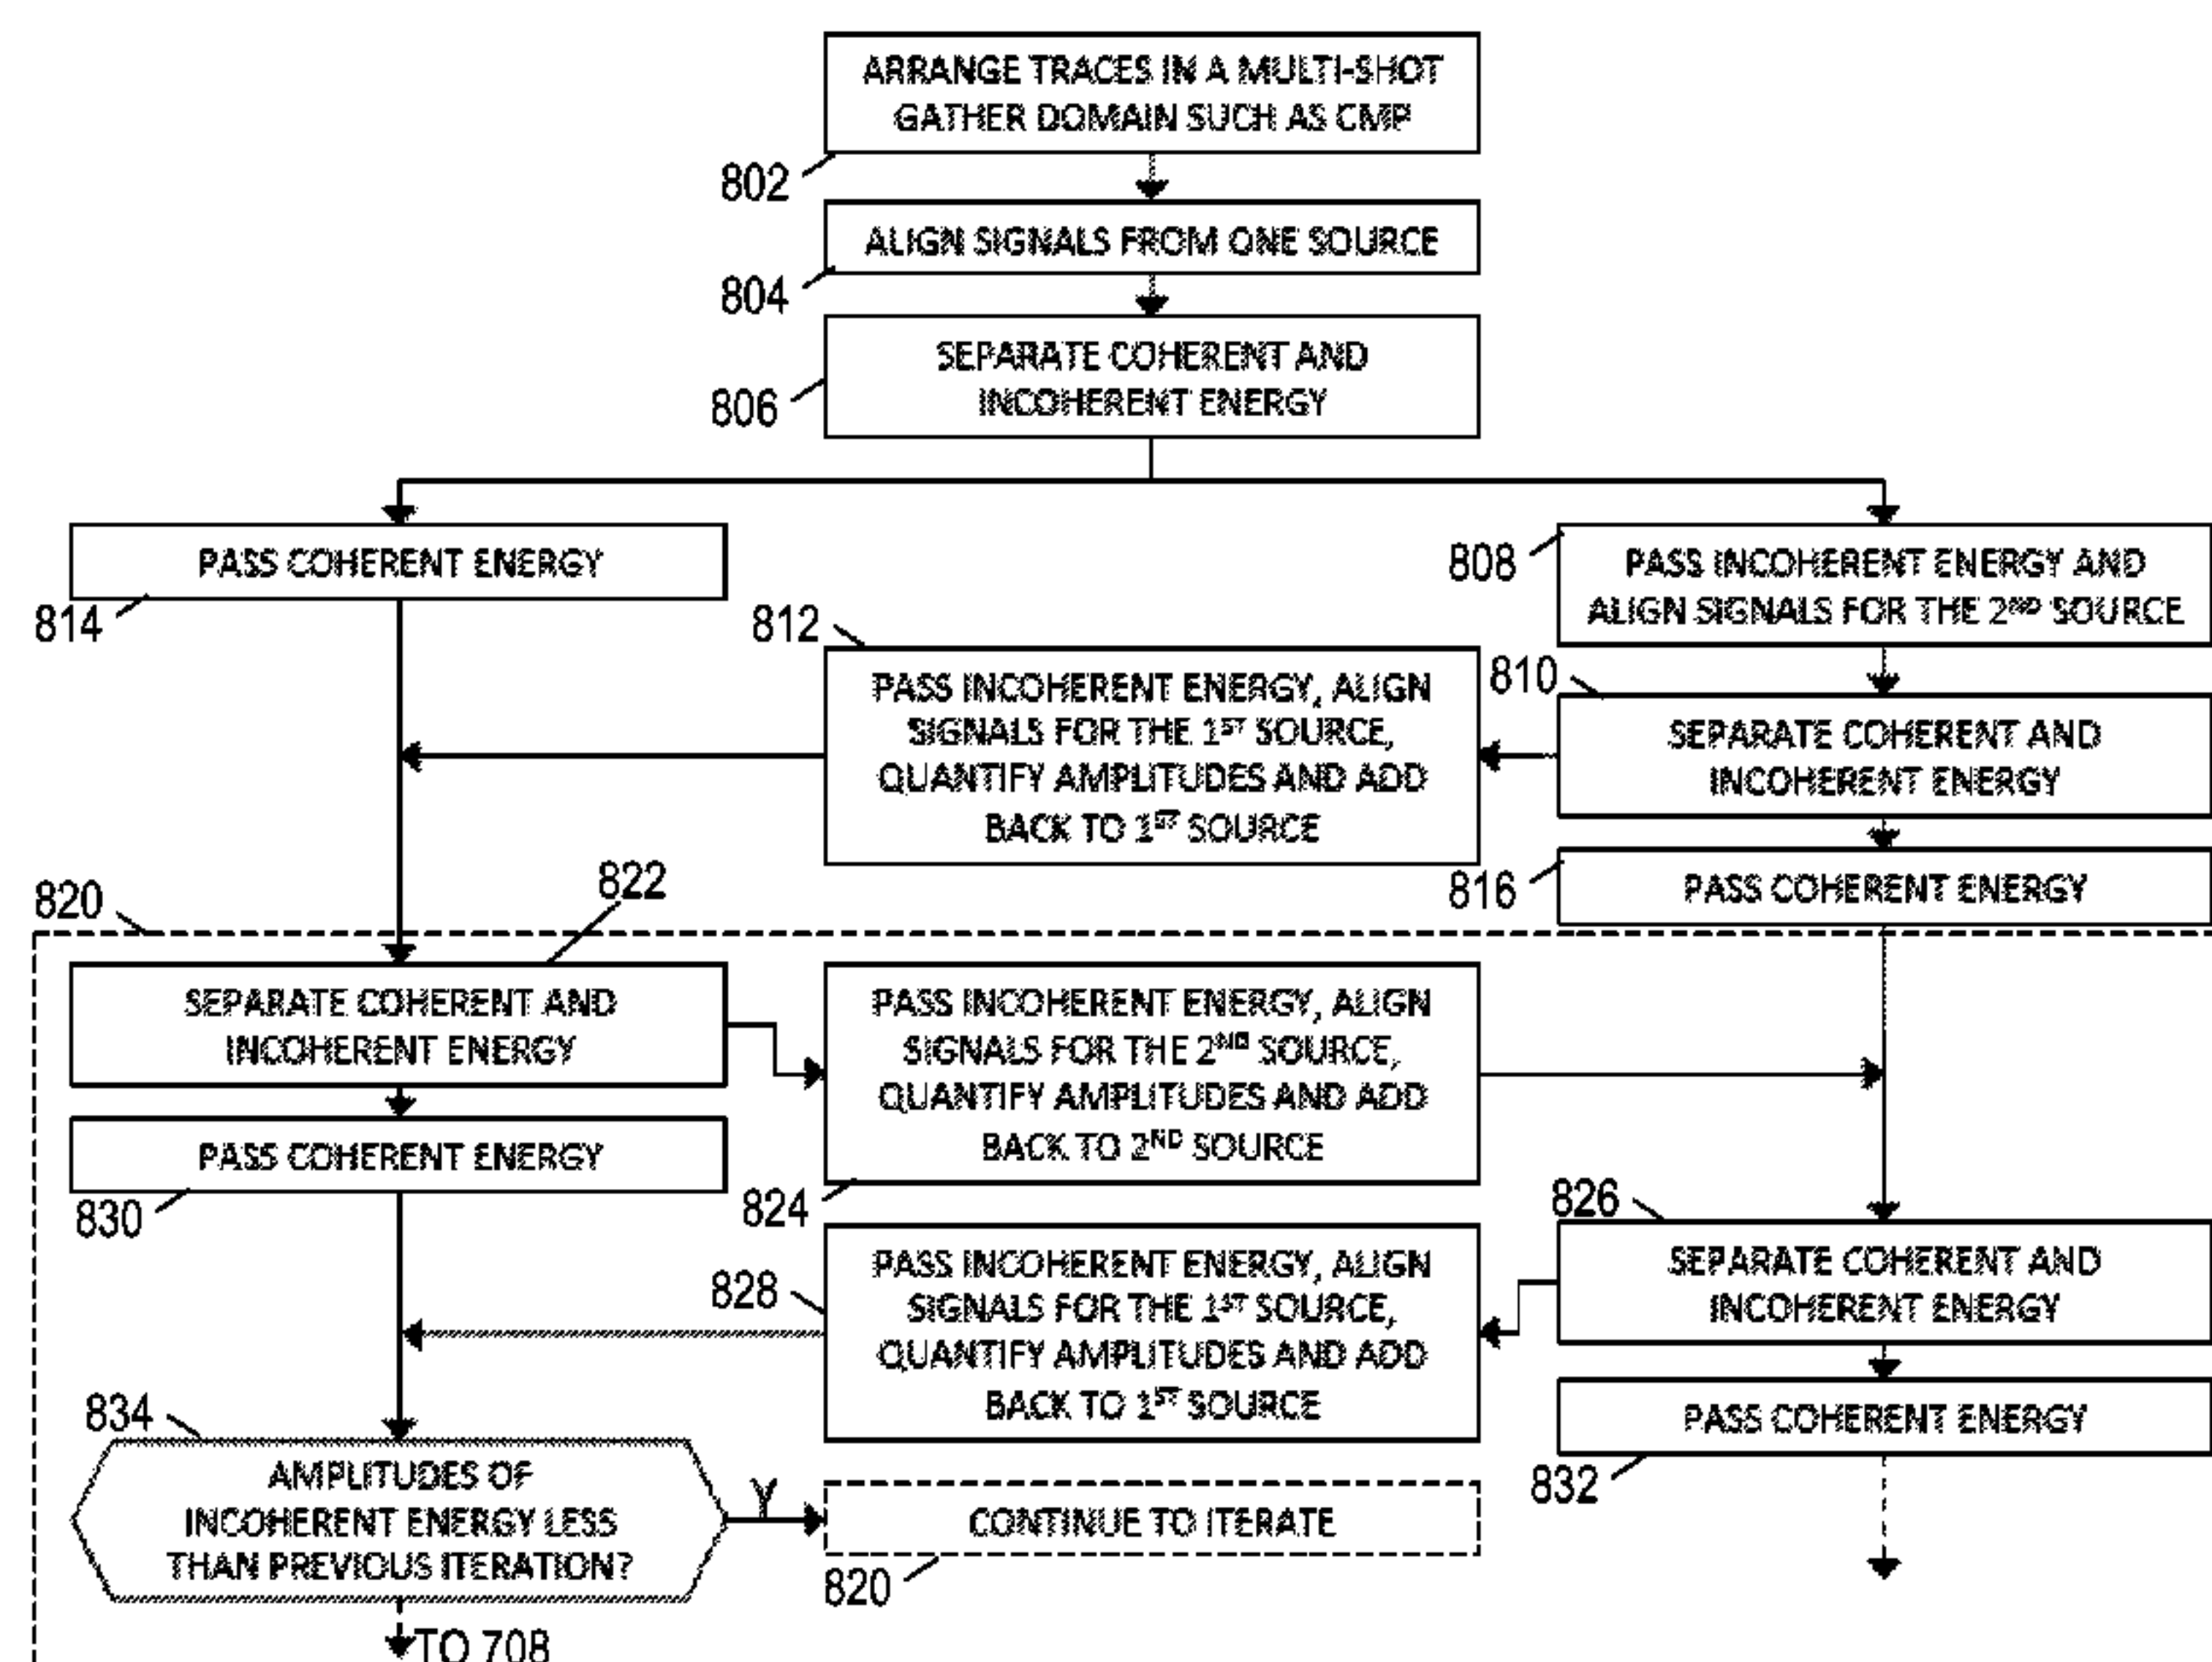 ARRANGE TRACES IN A MULTI-SHOT
GATHER DOMAIN SUCH AS CMP
802
ALIGN SIGNALS FROM ONE SOURCE
804
SEPARATE COHERENT AND
INCOHERENT ENERGY
806
PASS COHERENT ENERGY
814
808
PASS INCOHERENT ENERGY AND
ALIGN SIGNALS FOR THE 2ND SOURCE
812
PASS INCOHERENT ENERGY, ALIGN
SIGNALS FOR THE 1ST SOURCE,
QUANTIFY AMPLITUDES AND ADD
BACK TO 1ST SOURCE
810
SEPARATE COHERENT AND
INCOHERENT ENERGY
816
PASS COHERENT ENERGY
820
822
SEPARATE COHERENT AND
INCOHERENT ENERGY
PASS INCOHERENT ENERGY, ALIGN
SIGNALS FOR THE 2ND SOURCE,
QUANTIFY AMPLITUDES AND ADD
BACK TO 2ND SOURCE
824
PASS COHERENT ENERGY
830
826
SEPARATE COHERENT AND
INCOHERENT ENERGY
828
PASS INCOHERENT ENERGY, ALIGN
SIGNALS FOR THE 1ST SOURCE,
QUANTIFY AMPLITUDES AND ADD
BACK TO 1ST SOURCE
PASS COHERENT ENERGY
832
834
AMPLITUDES OF
INCOHERENT ENERGY LESS
THAN PREVIOUS ITERATION?
Y
CONTINUE TO ITERATE
820
TO 708